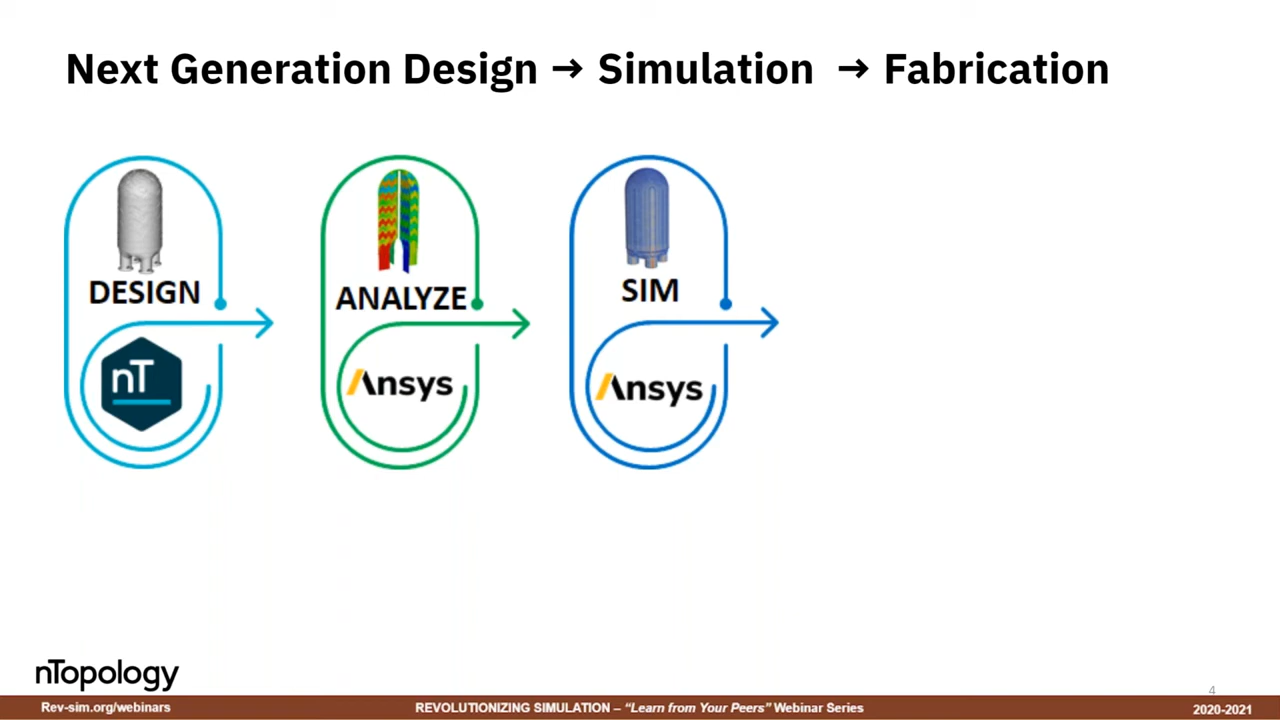 Next Generation Design → Simulation → Fabrication
DESIGN
ANALYZE
SIM
nT
Ansys
Ansys
nTopology
4
Rev-sim.org/webinars
REVOLUTIONIZING SIMULATION – “Learn from Your Peers” Webinar Series
2020-2021